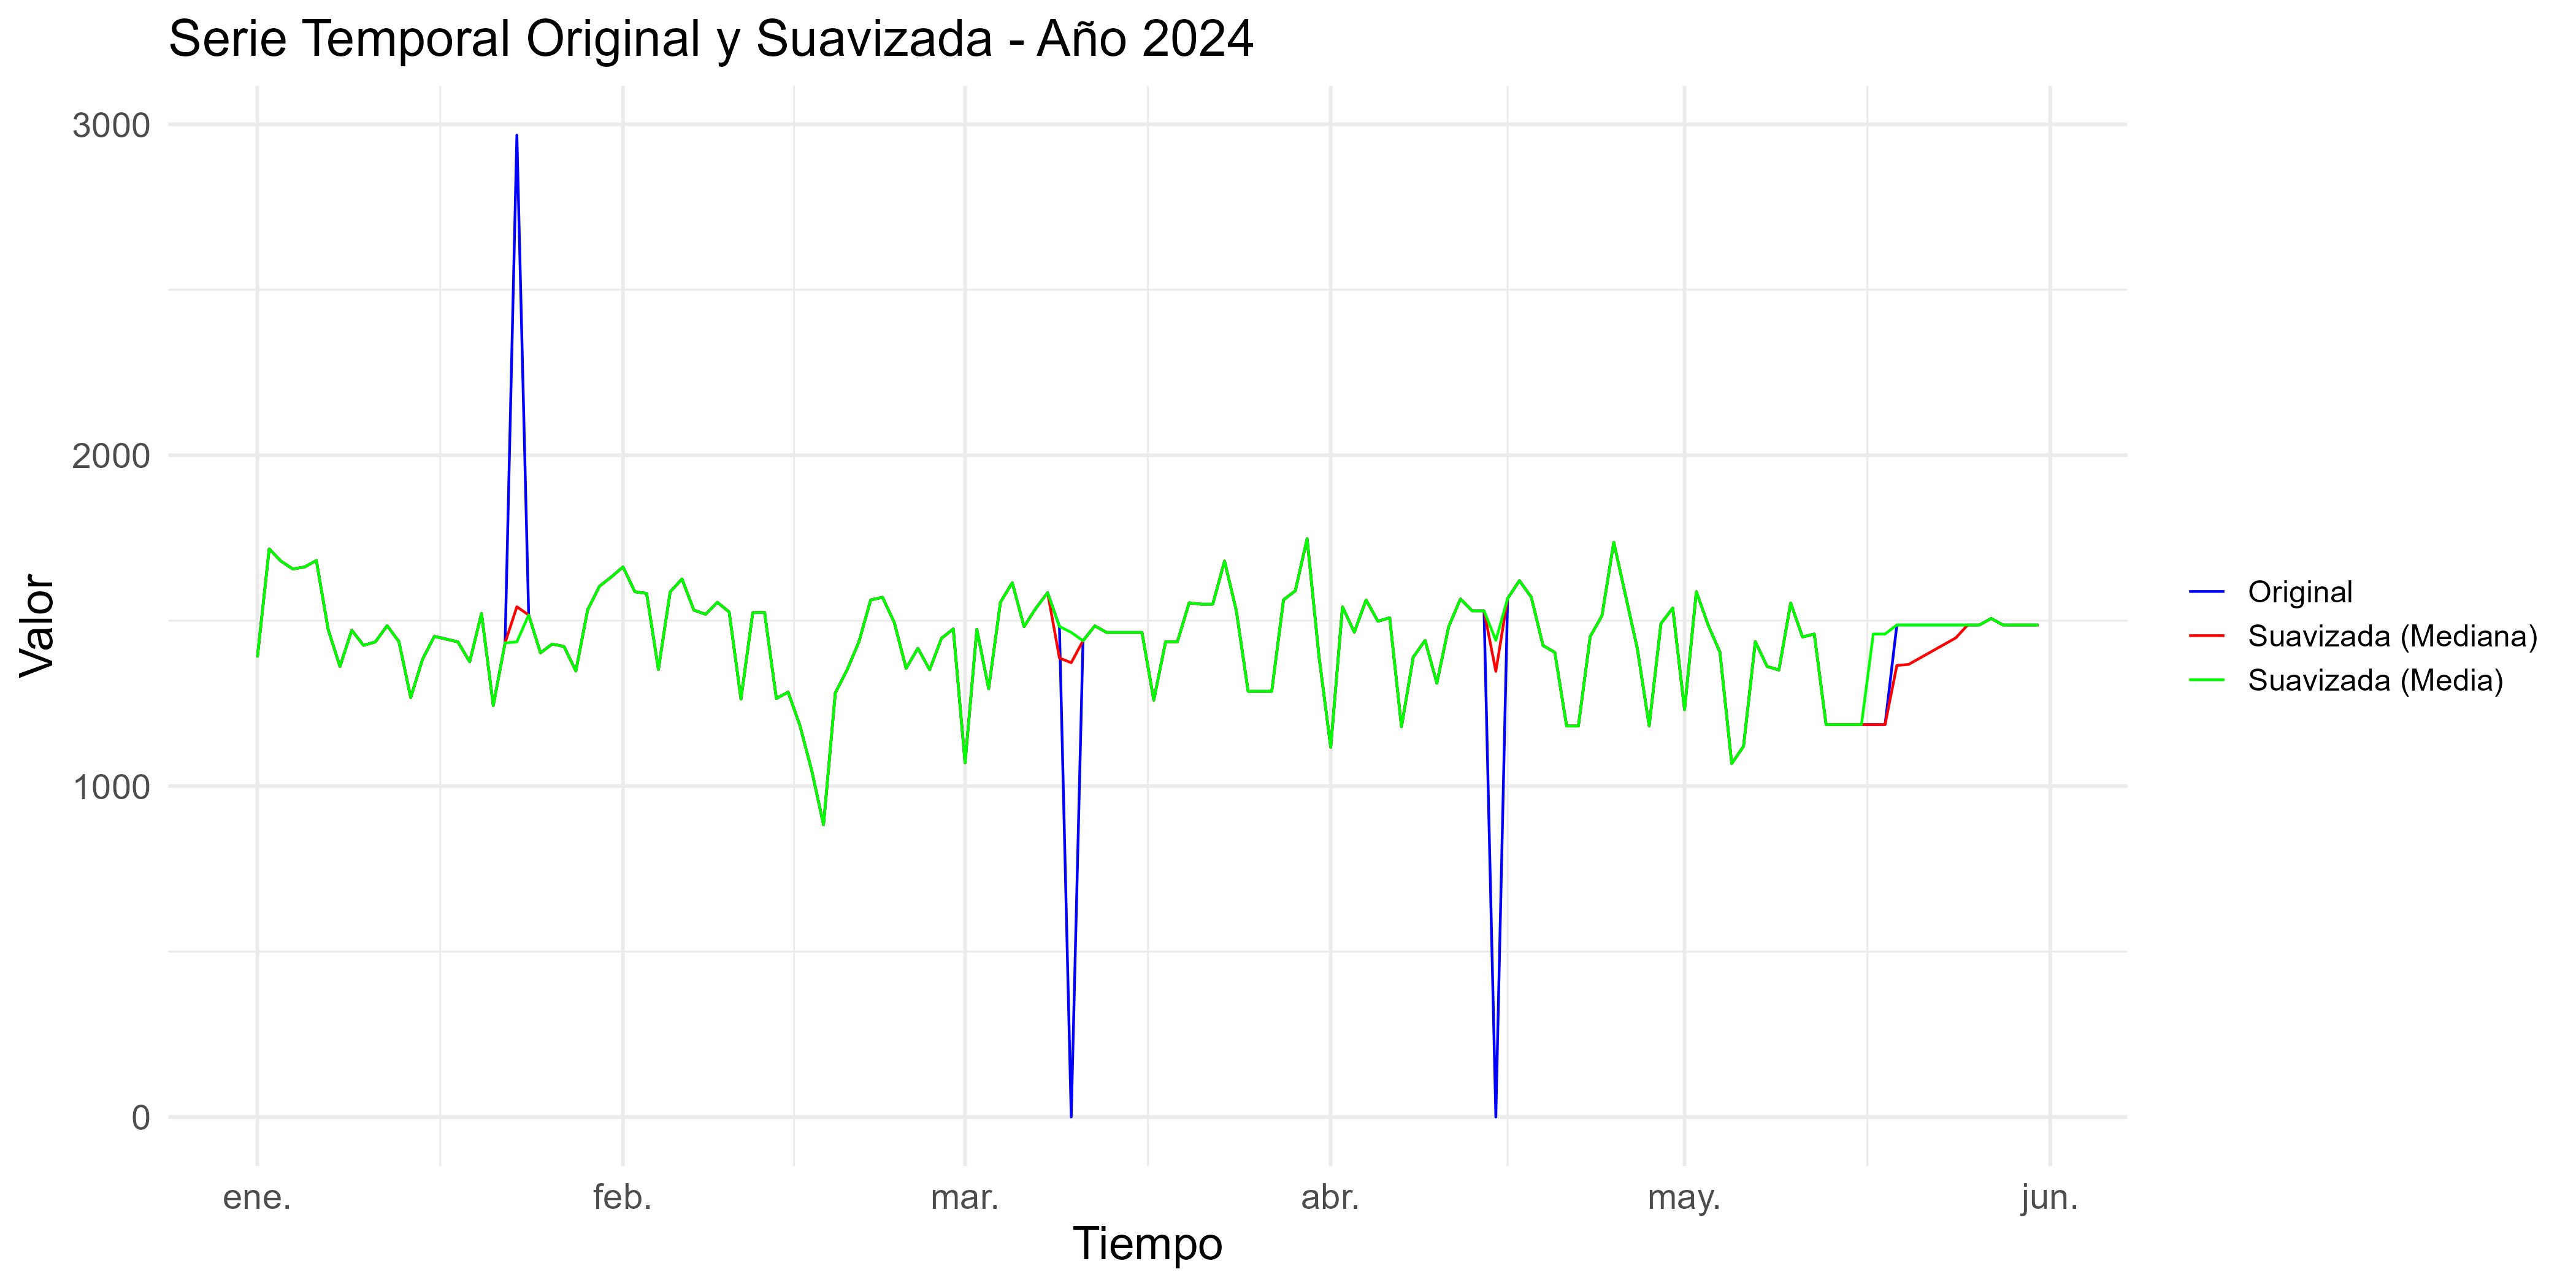 Serie Temporal Original y Suavizada - Año 2024
Valor
3000
2000
1000
0
ene.
feb.
mar.
abr.
may.
jun.
Tiempo
Original
Suavizada (Mediana)
Suavizada (Media)